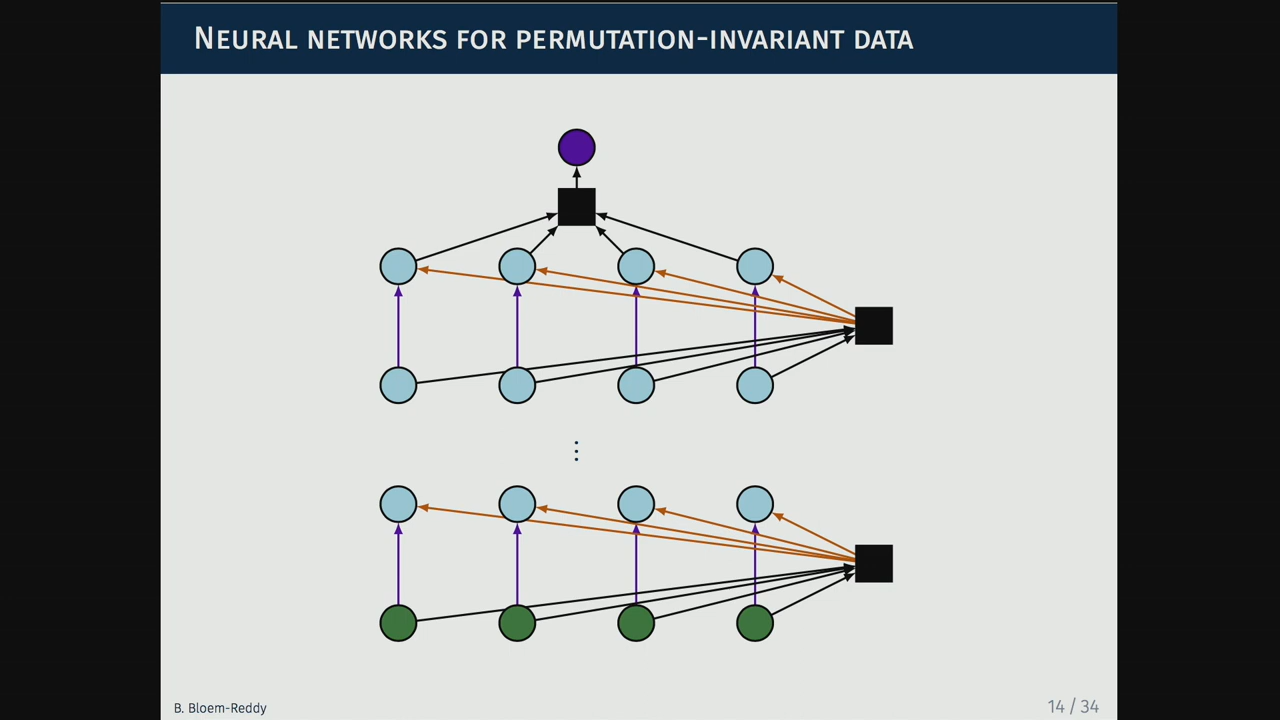 Neural networks for permutation-invariant data
B. Bloem-Reddy
14 / 34